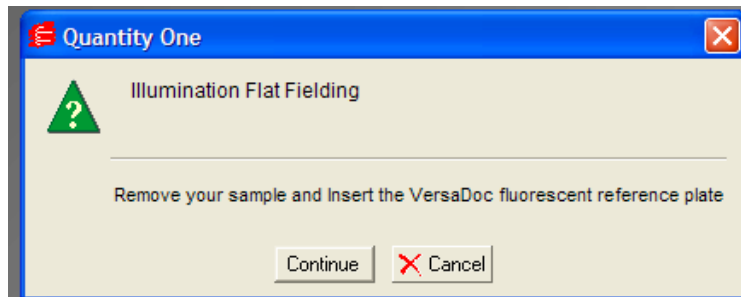 Quantity One
Illumination Flat Fielding
?
Remove your sample and Insert the VersaDoc fluorescent reference plate
Continue
Cancel